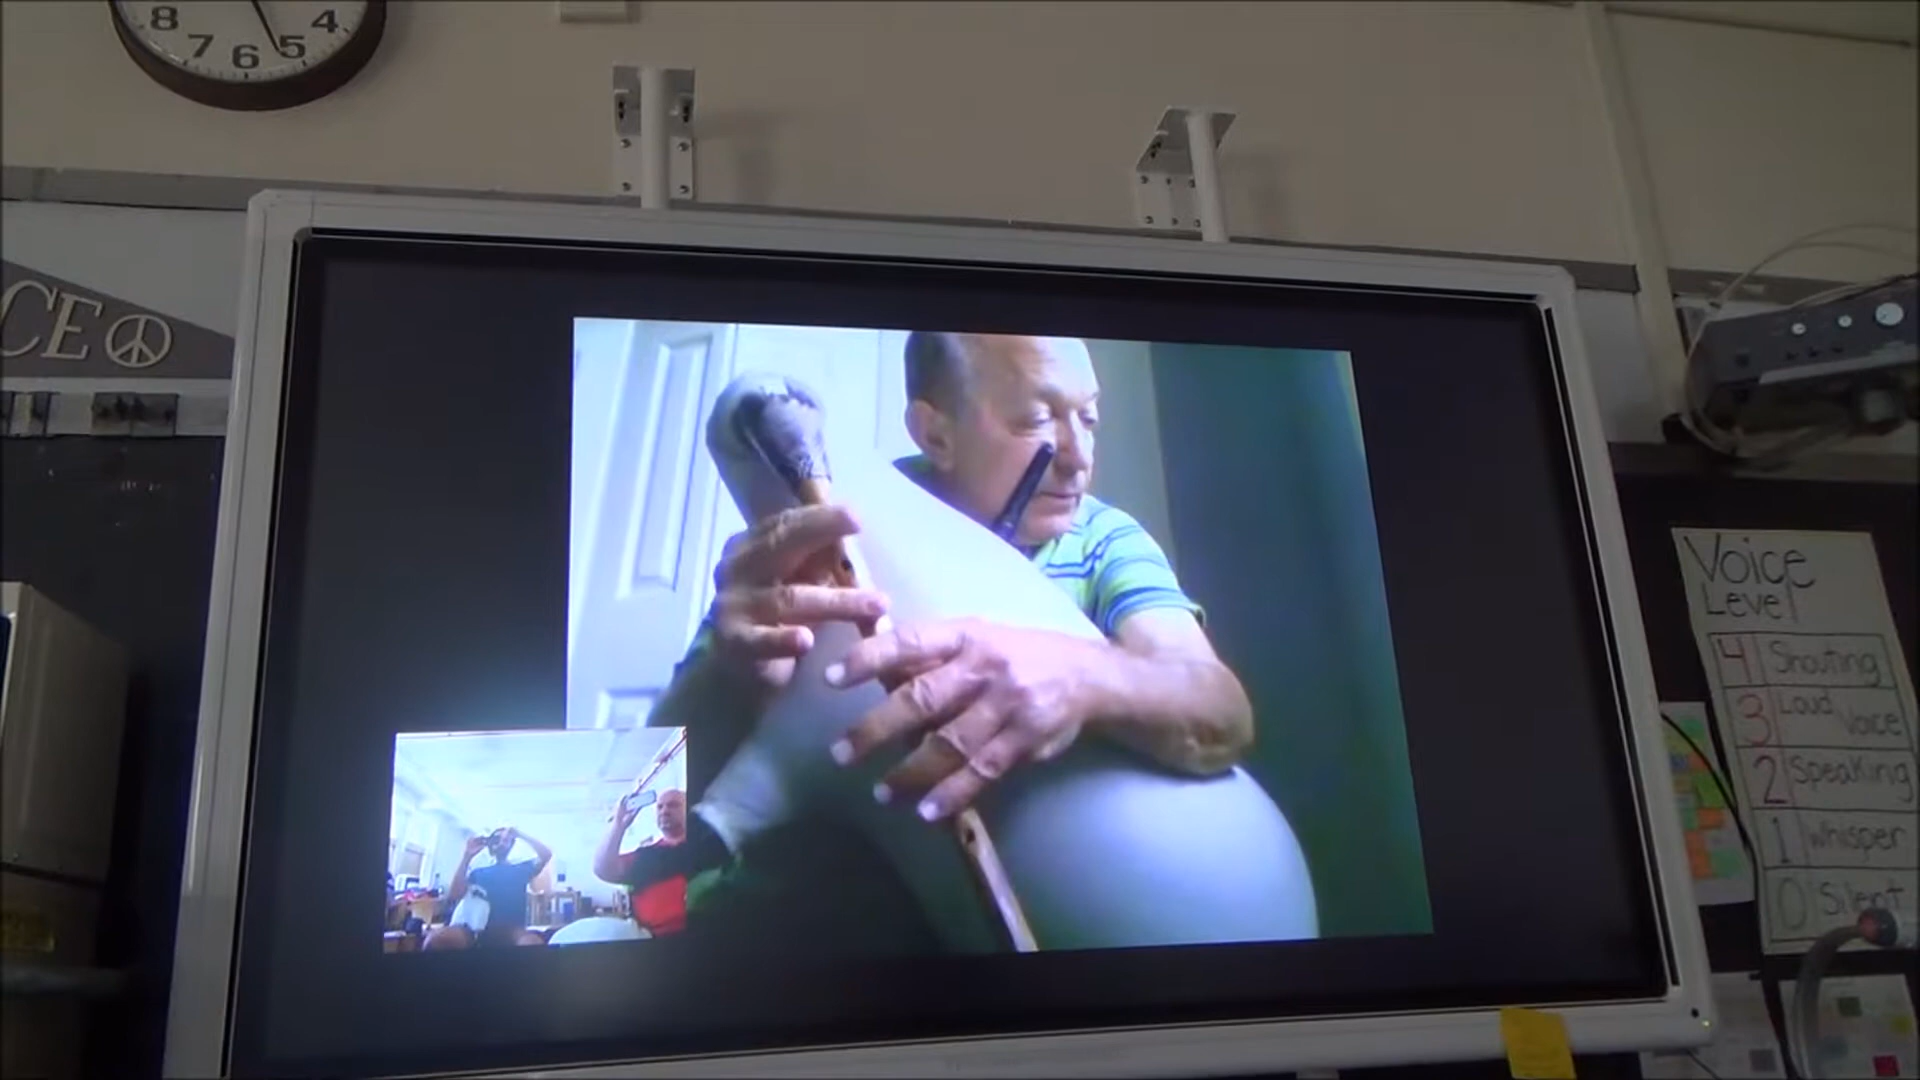 8 7 6 5 4
CE
Voice
Level
4 Shouting
3 Loud
Voice
2 Speaking
1 Whisper
0 Silent